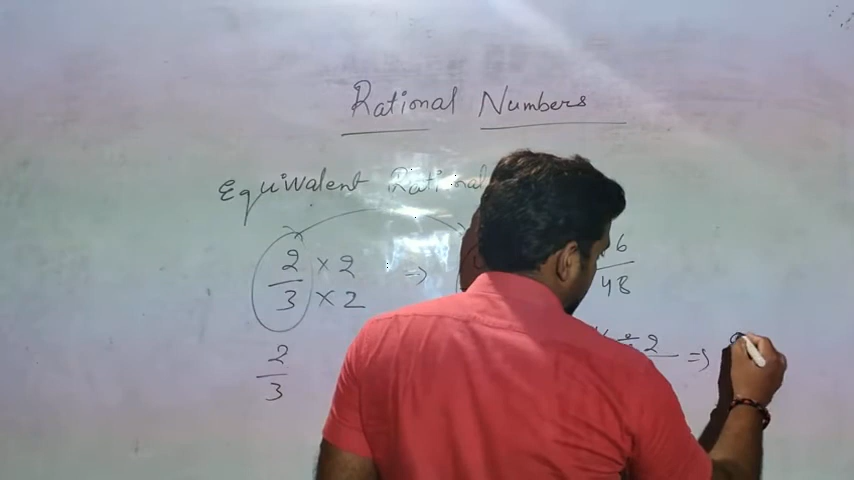 Rational Numbers
Equivalent Rational
2/3 × 2/× 2 => 6/48
÷ 2 =>
2/3